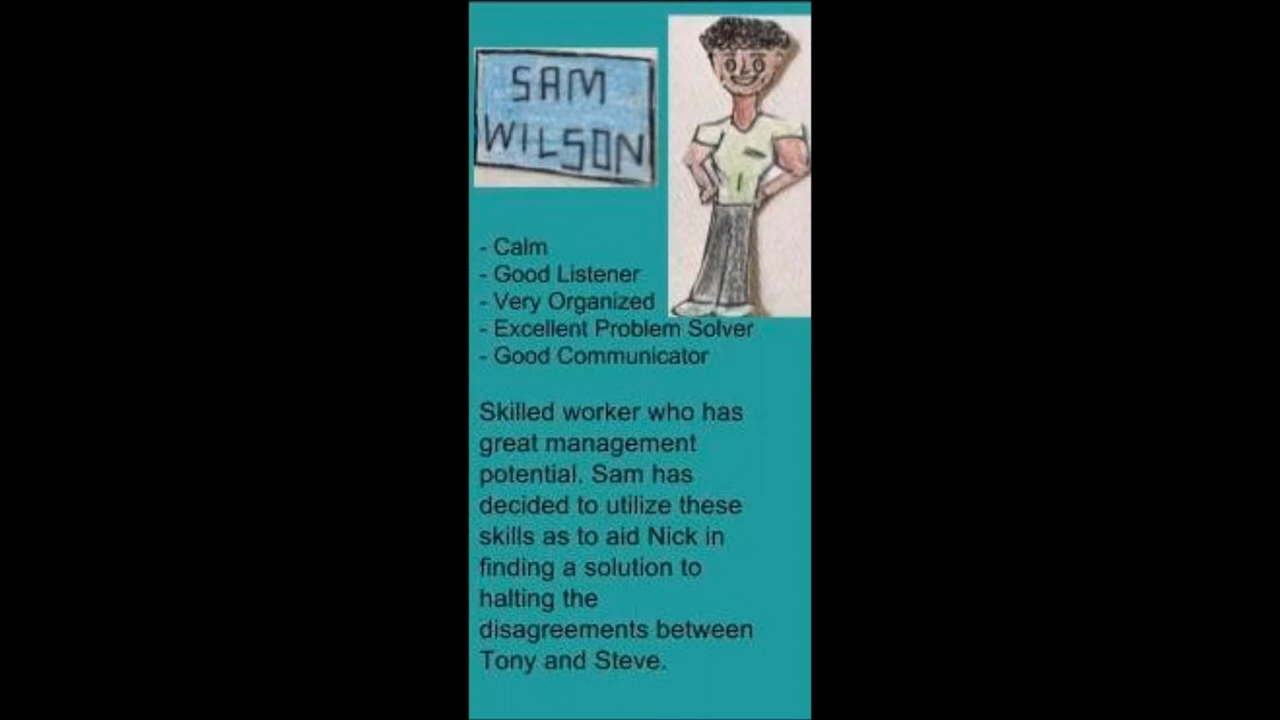 SAM
WILSON
- Calm
- Good Listener
- Very Organized
- Excellent Problem Solver
- Good Communicator
Skilled worker who has
great management
potential. Sam has
decided to utilize these
skills as to aid Nick in
finding a solution to
halting the
disagreements between
Tony and Steve.